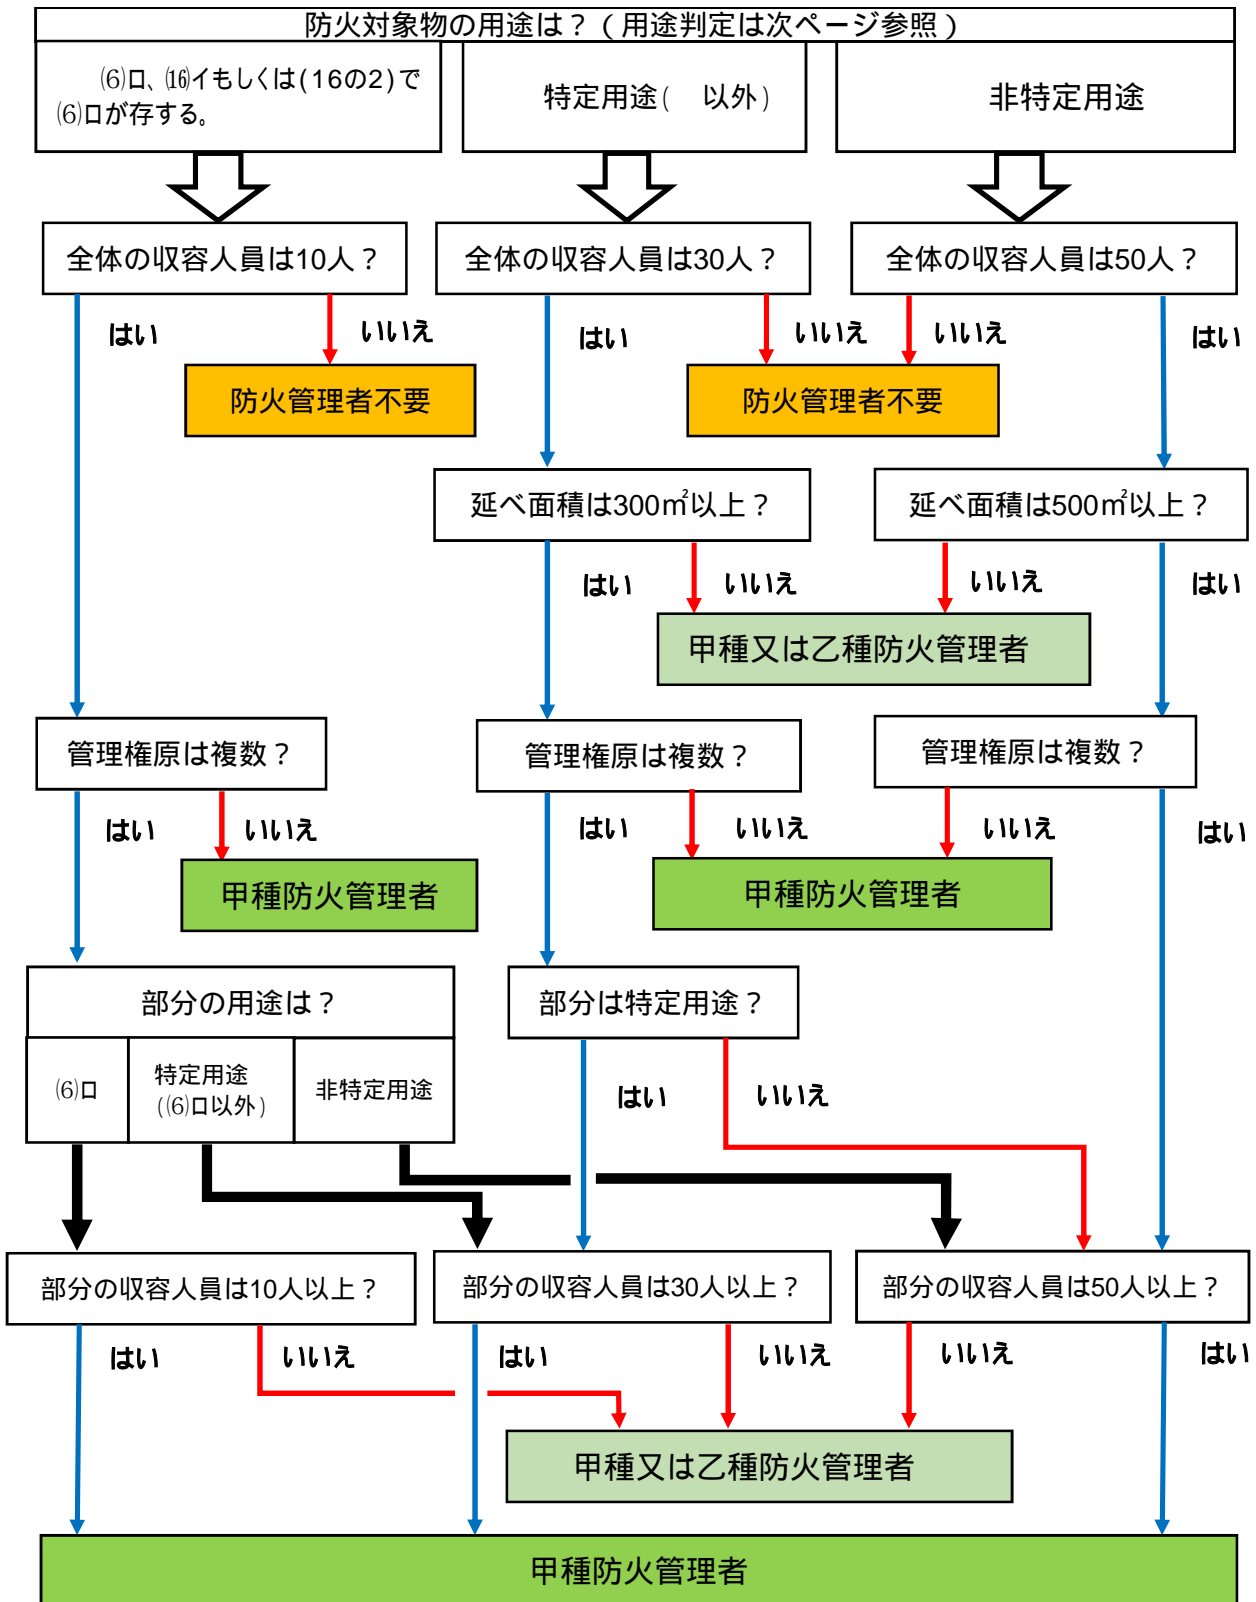 防火対象物の用途は？（用途判定は次ページ参照）
⑹ロ、⒃イもしくは(16の2)で
⑹ロが存する。
特定用途(　以外)
非特定用途
全体の収容人員は10人？
全体の収容人員は30人？
全体の収容人員は50人？
はい
いいえ
はい
いいえ
いいえ
はい
防火管理者不要
防火管理者不要
延べ面積は300㎡以上？
延べ面積は500㎡以上？
はい
いいえ
いいえ
はい
甲種又は乙種防火管理者
管理権原は複数？
管理権原は複数？
管理権原は複数？
はい
いいえ
はい
いいえ
いいえ
はい
甲種防火管理者
甲種防火管理者
部分の用途は？
部分は特定用途？
⑹ロ
特定用途
(⑹ロ以外)
非特定用途
はい
いいえ
部分の収容人員は10人以上？
部分の収容人員は30人以上？
部分の収容人員は50人以上？
はい
いいえ
はい
いいえ
いいえ
はい
甲種又は乙種防火管理者
甲種防火管理者